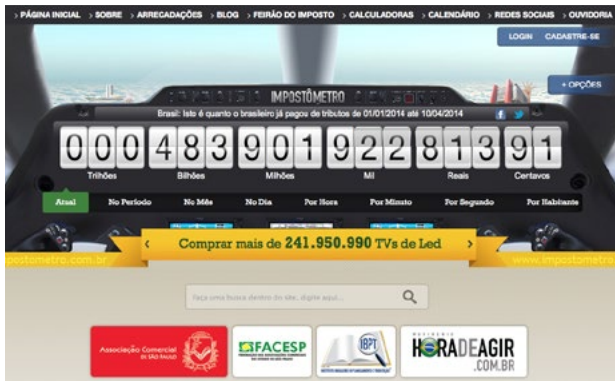 › PÁGINA INICIAL › SOBRE › ARRECADAÇÕES › BLOG › FEIRÃO DO IMPOSTO › CALCULADORAS › CALENDÁRIO › REDES SOCIAIS › OUVIDORIA
LOGIN CADASTRE-SE
+ OPÇÕES
IMPOSTÔMETRO
Brasil: Isto é quanto o brasileiro já pagou de tributos de 01/01/2014 até 10/04/2014
000 483 901 922 813 91
Trilhões Bilhões Milhões Mil Reais Centavos
Atual No Período No Mês No Dia Por Hora Por Minuto Por Segundo Por Habitante
‹ Comprar mais de 241.950.990 TVs de Led ›
postometro.com.br www.impostometro
Faça uma busca dentro do site, digite aqui...
Associação Comercial
DE SÃO PAULO
FACESP
IBPT
HORADEAGIR
.COM.BR